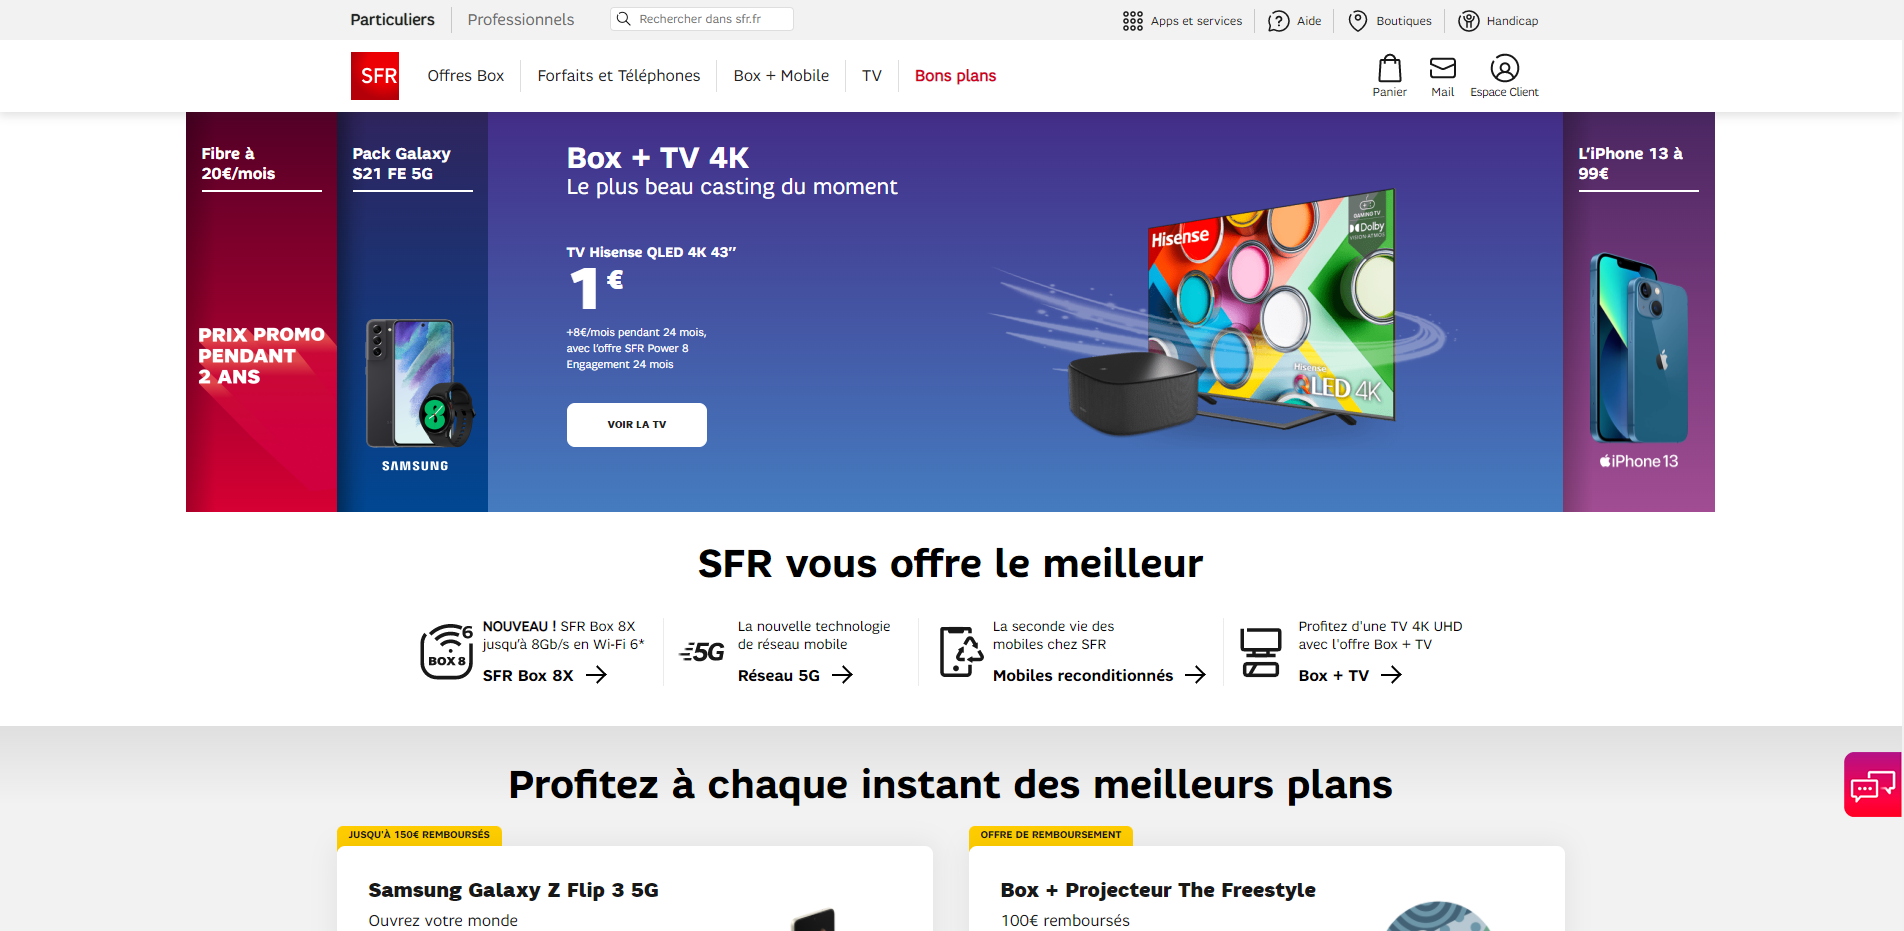 Particuliers
Professionnels
Rechercher dans sfr.fr
Apps et services
Aide
Boutiques
Handicap
SFR
Offres Box
Forfaits et Téléphones
Box + Mobile
TV
Bons plans
Panier
Mail
Espace Client
Fibre à
20€/mois
PRIX PROMO
PENDANT
2 ANS
Pack Galaxy
S21 FE 5G
SAMSUNG
Box + TV 4K
Le plus beau casting du moment
TV Hisense QLED 4K 43’’
1€
+8€/mois pendant 24 mois,
avec l’offre SFR Power 8
Engagement 24 mois
VOIR LA TV
Hisense
GAMING TV
Dolby
VISION ATMOS
Hisense
QLED 4K
L’iPhone 13 à
99€
iPhone 13
SFR vous offre le meilleur
6
BOX 8
NOUVEAU ! SFR Box 8X
jusqu’à 8Gb/s en Wi-Fi 6*
SFR Box 8X
5G
La nouvelle technologie
de réseau mobile
Réseau 5G
La seconde vie des
mobiles chez SFR
Mobiles reconditionnés
Profitez d'une TV 4K UHD
avec l'offre Box + TV
Box + TV
Profitez à chaque instant des meilleurs plans
JUSQU'À 150€ REMBOURSÉS
Samsung Galaxy Z Flip 3 5G
Ouvrez votre monde
OFFRE DE REMBOURSEMENT
Box + Projecteur The Freestyle
100€ remboursés